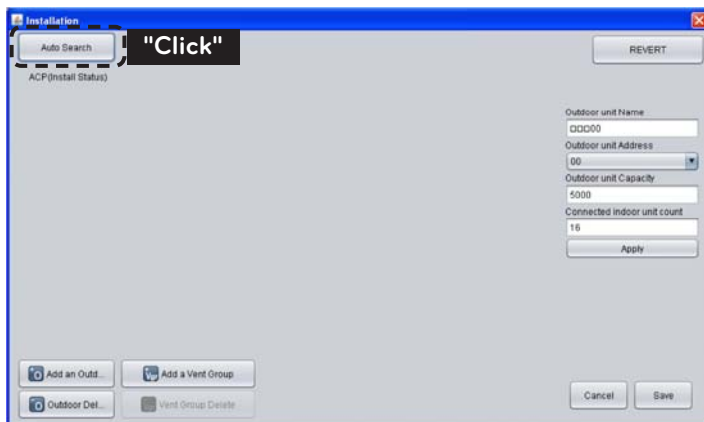 Installation
Auto Search
"Click"
REVERT
ACP(Install Status)
Outdoor unit Name
□□□00
Outdoor unit Address
00
Outdoor unit Capacity
5000
Connected indoor unit count
16
Apply
Add an Outd...
Add a Vent Group
Outdoor Del...
Vent Group Delete
Cancel
Save